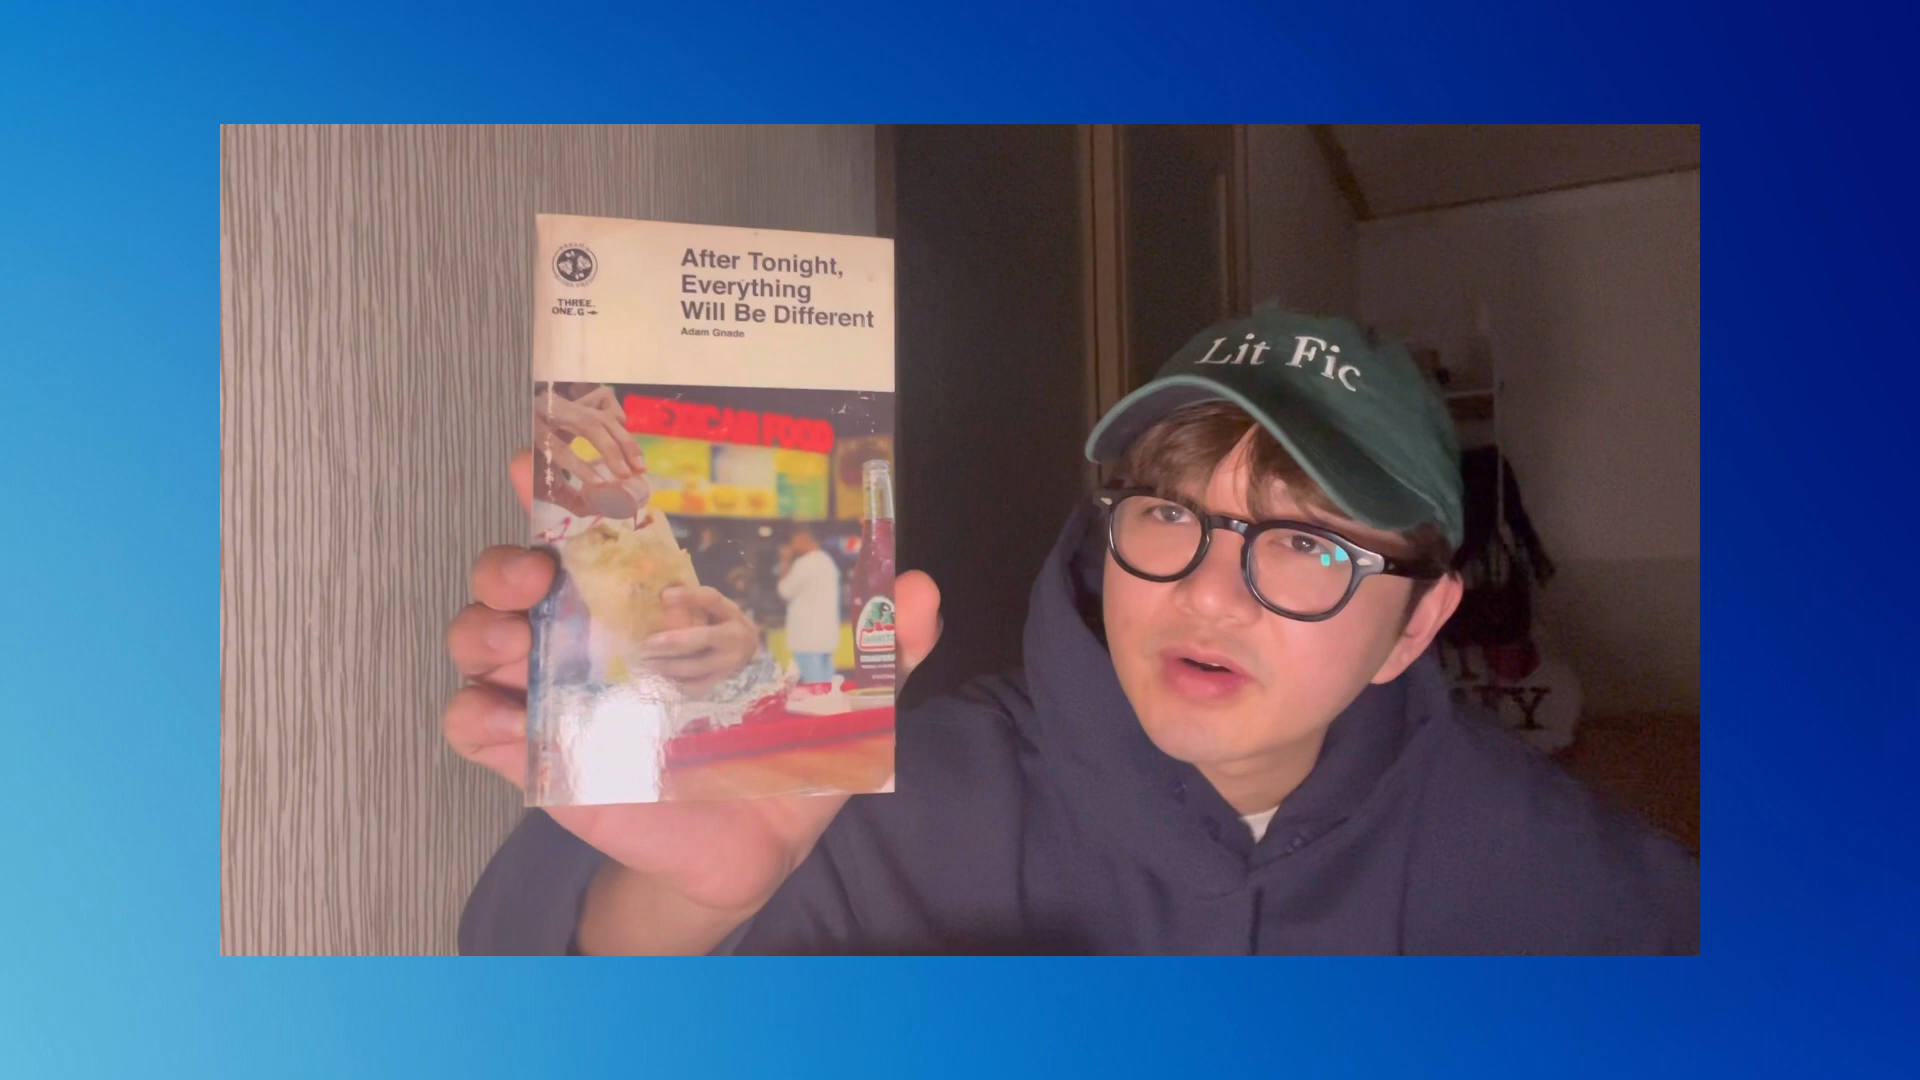 After Tonight,
Everything
Will Be Different
Adam Gnade
THREE.
ONE.G
MEXICAN FOOD
Lit Fic